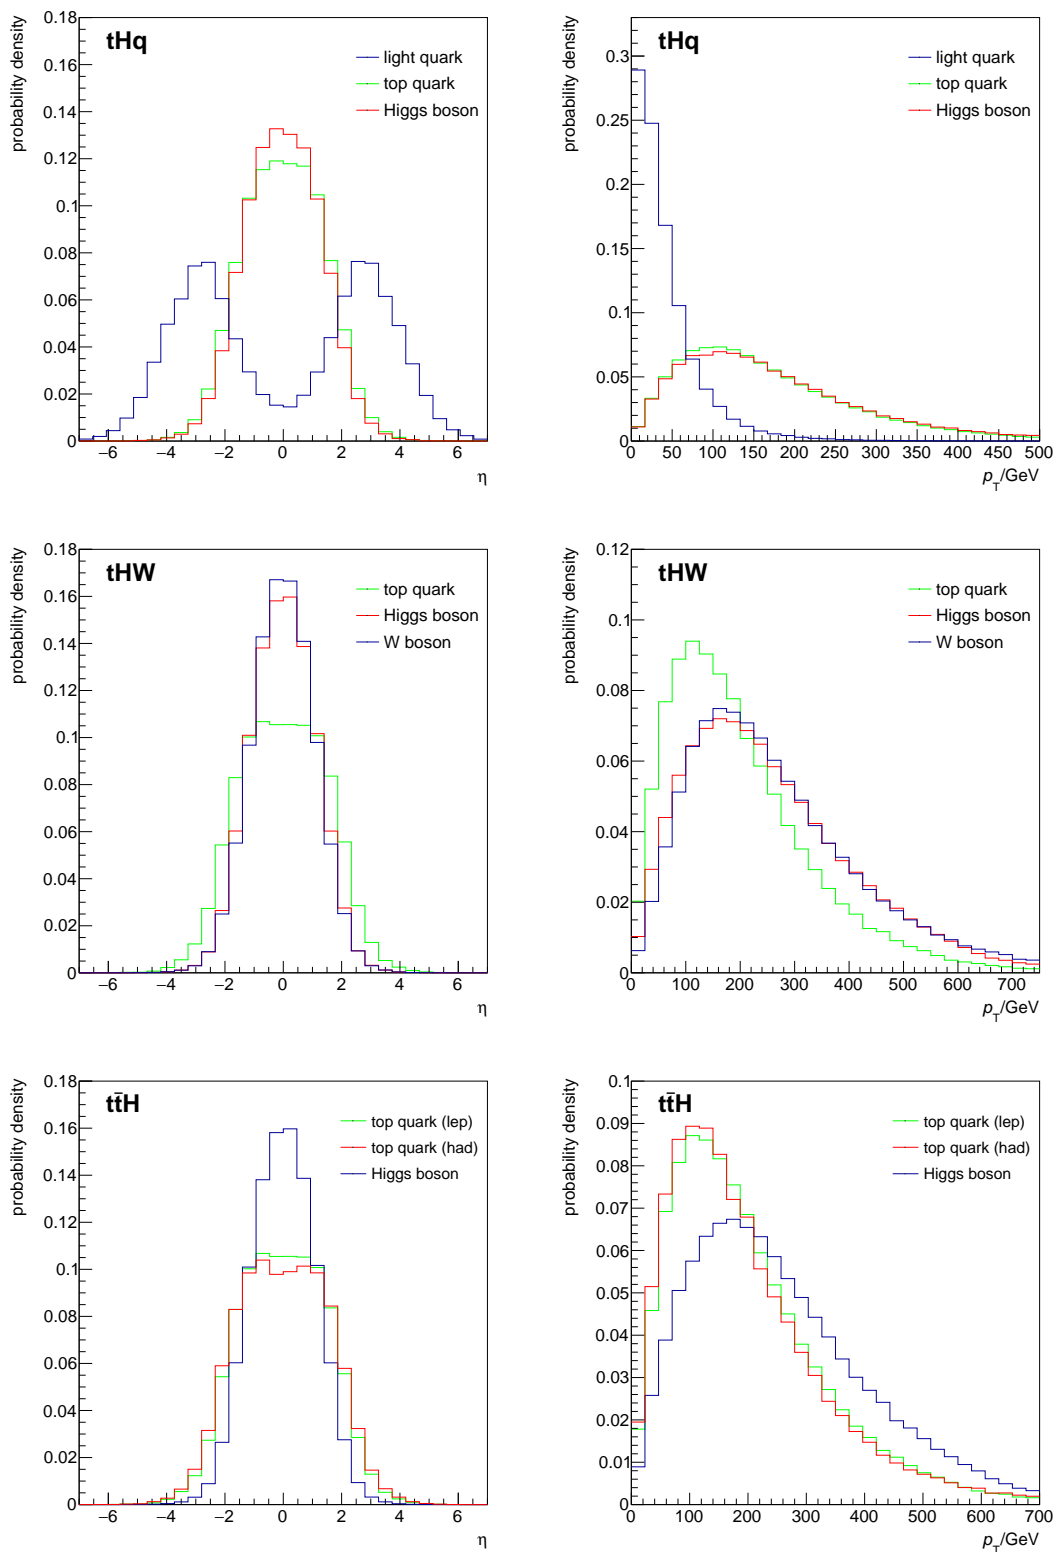 probability density
0.18
0.16
0.14
0.12
0.1
0.08
0.06
0.04
0.02
0
tHq
light quark
top quark
Higgs boson
−6 −4 −2 0 2 4 6
η
probability density
0.3
0.25
0.2
0.15
0.1
0.05
0
tHq
light quark
top quark
Higgs boson
0 50 100 150 200 250 300 350 400 450 500
p_T/GeV
probability density
0.18
0.16
0.14
0.12
0.1
0.08
0.06
0.04
0.02
0
tHW
top quark
Higgs boson
W boson
−6 −4 −2 0 2 4 6
η
probability density
0.12
0.1
0.08
0.06
0.04
0.02
0
tHW
top quark
Higgs boson
W boson
0 100 200 300 400 500 600 700
p_T/GeV
probability density
0.18
0.16
0.14
0.12
0.1
0.08
0.06
0.04
0.02
0
tt̄H
top quark (lep)
top quark (had)
Higgs boson
−6 −4 −2 0 2 4 6
η
probability density
0.1
0.09
0.08
0.07
0.06
0.05
0.04
0.03
0.02
0.01
0
tt̄H
top quark (lep)
top quark (had)
Higgs boson
0 100 200 300 400 500 600 700
p_T/GeV